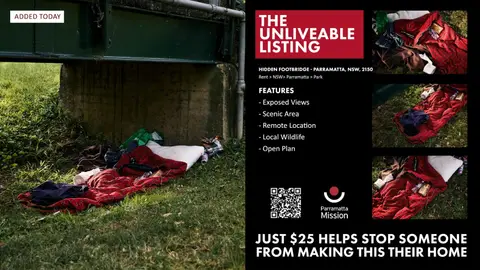 ADDED TODAY
THE
UNLIVEABLE
LISTING
HIDDEN FOOTBRIDGE - PARRAMATTA, NSW, 2150
Rent > NSW> Parramatta > Park
FEATURES
- Exposed Views
- Scenic Area
- Remote Location
- Local Wildlife
- Open Plan
Parramatta
Mission
JUST $25 HELPS STOP SOMEONE
FROM MAKING THIS THEIR HOME